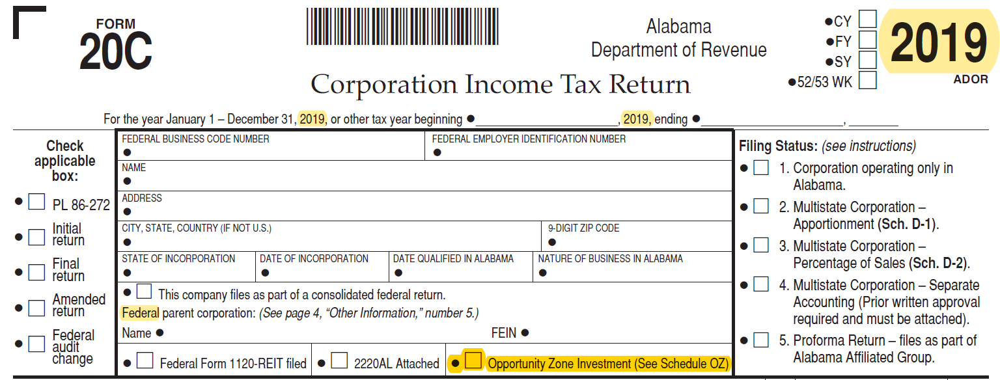 FORM
20C
Alabama
Department of Revenue
Corporation Income Tax Return
●CY
●FY
●SY
●52/53 WK
2019
ADOR
For the year January 1 – December 31, 2019, or other tax year beginning ●____________________, 2019, ending ●____________________, _______
Check
applicable
box:
● PL 86-272
● Initial
return
● Final
return
● Amended
return
● Federal
audit
change
FEDERAL BUSINESS CODE NUMBER
●
FEDERAL EMPLOYER IDENTIFICATION NUMBER
●
NAME
●
ADDRESS
●
CITY, STATE, COUNTRY (IF NOT U.S.)
●
9-DIGIT ZIP CODE
●
STATE OF INCORPORATION
●
DATE OF INCORPORATION
●
DATE QUALIFIED IN ALABAMA
●
NATURE OF BUSINESS IN ALABAMA
●
● This company files as part of a consolidated federal return.
Federal parent corporation: (See page 4, “Other Information,” number 5.)
Name ● FEIN ●
● Federal Form 1120-REIT filed ● 2220AL Attached ● Opportunity Zone Investment (See Schedule OZ)
Filing Status: (see instructions)
● 1. Corporation operating only in
Alabama.
● 2. Multistate Corporation –
Apportionment (Sch. D-1).
● 3. Multistate Corporation –
Percentage of Sales (Sch. D-2).
● 4. Multistate Corporation – Separate
Accounting (Prior written approval
required and must be attached).
● 5. Proforma Return – files as part of
Alabama Affiliated Group.